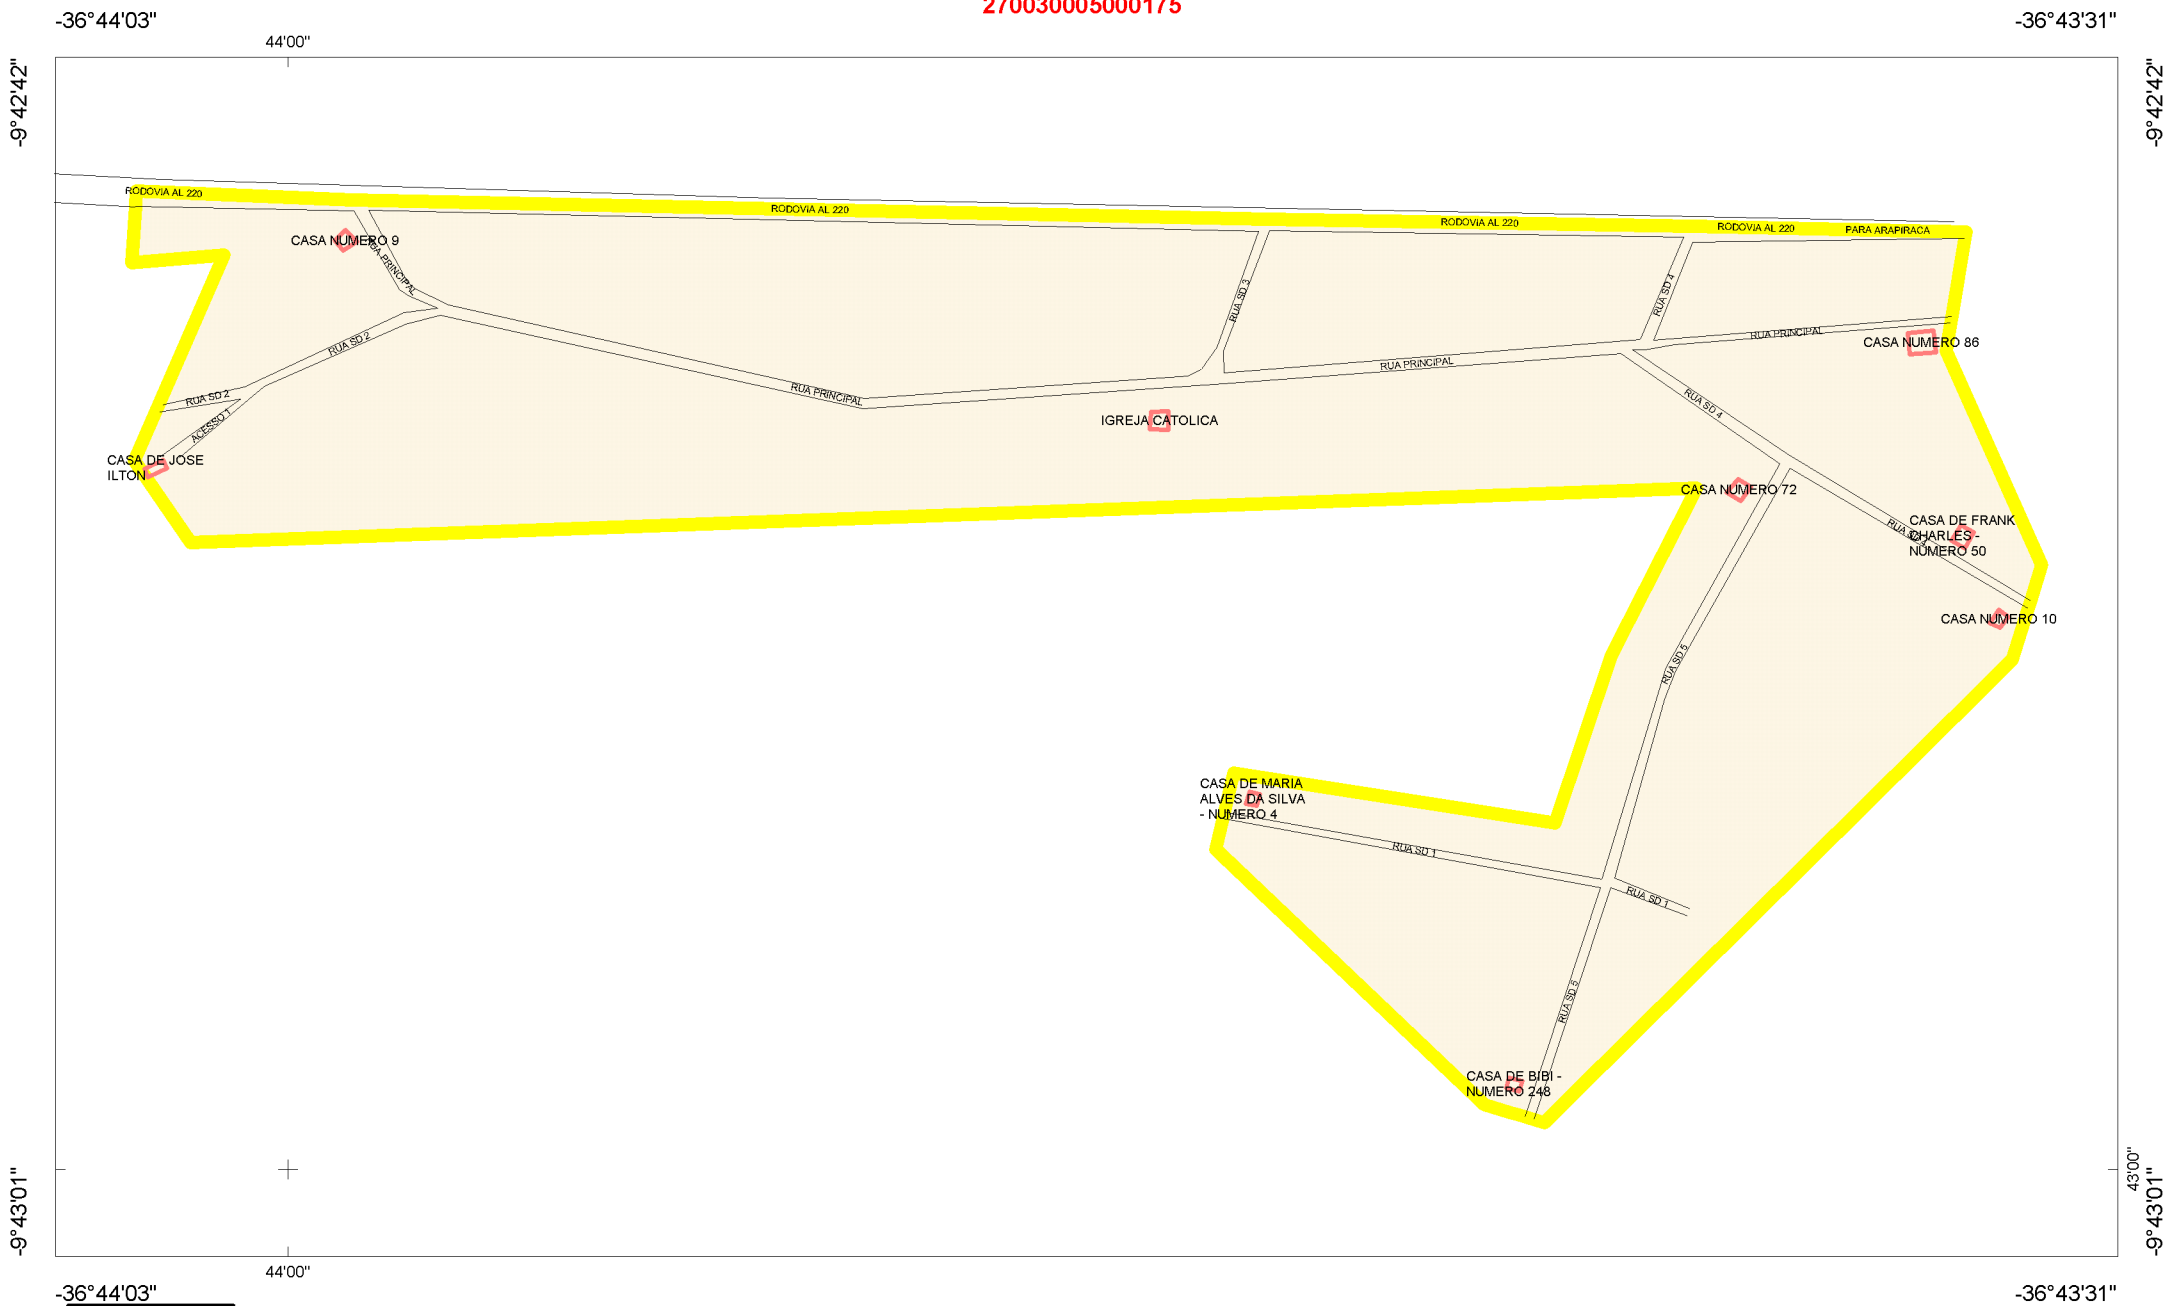 270030005000175
-36°44'03"
-36°43'31"
44'00"
-9°42'42"
-9°42'42"
RODOVIA AL 220
RODOVIA AL 220
RODOVIA AL 220
RODOVIA AL 220
PARA ARAPIRACA
CASA NUMERO 9
RUA PRINCIPAL
RUA SD 3
RUA SD 4
RUA PRINCIPAL
CASA NUMERO 86
RUA SD 2
RUA PRINCIPAL
RUA PRINCIPAL
RUA SD 2
ACESSO 1
RUA SD 4
IGREJA CATOLICA
CASA DE JOSE
ILTON
CASA NUMERO 72
CASA DE FRANK
CHARLES -
NUMERO 50
RUA SD 4
CASA NUMERO 10
RUA SD 5
CASA DE MARIA
ALVES DA SILVA
- NUMERO 4
RUA SD 1
RUA SD 1
RUA SD 5
CASA DE BIBI -
NUMERO 248
43'00"
-9°43'01"
-9°43'01"
44'00"
-36°44'03"
-36°43'31"